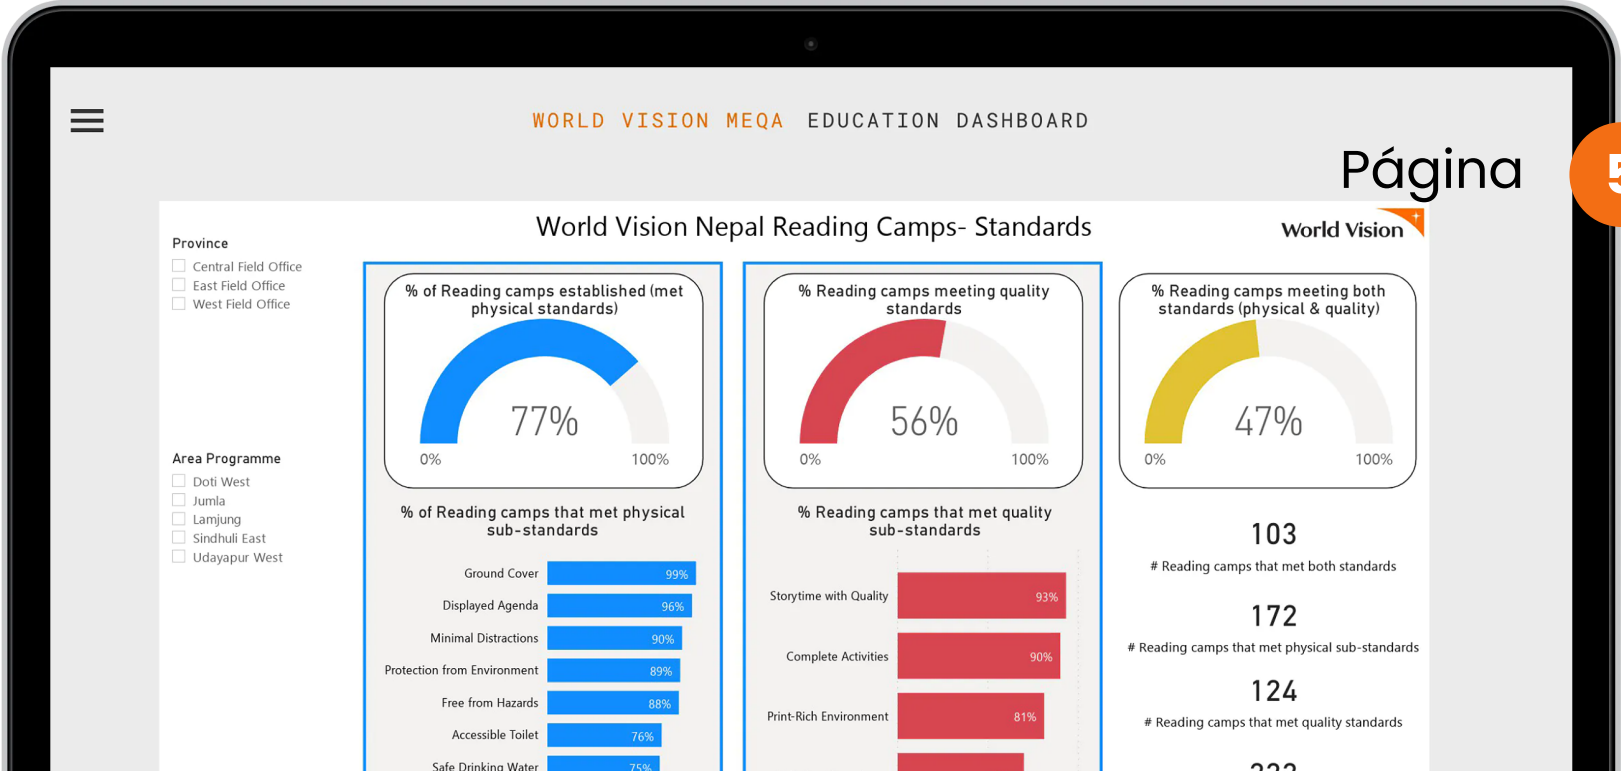 WORLD VISION MEQA EDUCATION DASHBOARD
Página
5
World Vision Nepal Reading Camps- Standards
World Vision
Province
Central Field Office
East Field Office
West Field Office
Area Programme
Doti West
Jumla
Lamjung
Sindhuli East
Udayapur West
% of Reading camps established (met
physical standards)
77%
0%
100%
% of Reading camps that met physical
sub-standards
Ground Cover
99%
Displayed Agenda
96%
Minimal Distractions
90%
Protection from Environment
89%
Free from Hazards
88%
Accessible Toilet
76%
Safe Drinking Water
75%
% Reading camps meeting quality
standards
56%
0%
100%
% Reading camps that met quality
sub-standards
Storytime with Quality
93%
Complete Activities
90%
Print-Rich Environment
81%
% Reading camps meeting both
standards (physical & quality)
47%
0%
100%
103
# Reading camps that met both standards
172
# Reading camps that met physical sub-standards
124
# Reading camps that met quality standards